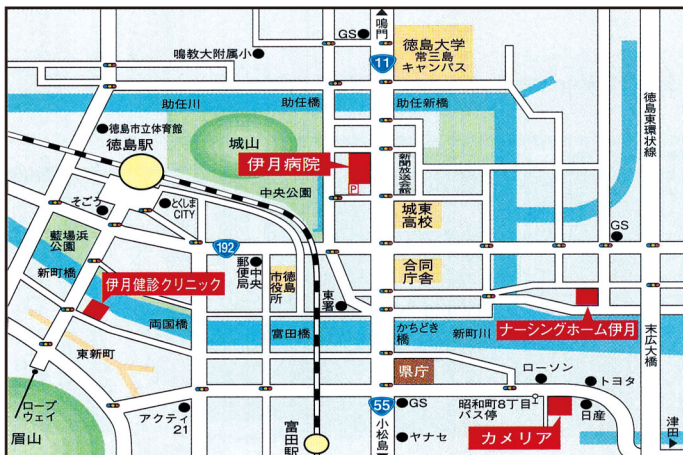 鳴門
GS
徳島大学
常三島
キャンパス
11
鳴教大附属小
助任川
助任橋
助任新橋
徳島東環状線
徳島市立体育館
徳島駅
城山
伊月病院
P
新聞放送会館
中央公園
そごう
とくしま
CITY
城東
高校
GS
藍場浜
公園
192
新町橋
伊月健診クリニック
中央
郵便局
徳島
市役所
合同
庁舎
東署
ナーシングホーム伊月
両国橋
富田橋
かちどき
橋
新町川
末広大橋
東新町
県庁
ローソン
トヨタ
ロープ
ウェイ
アクティ
21
55
GS
昭和町8丁目
バス停
日産
眉山
富田駅
小松島
ヤナセ
カメリア
津田